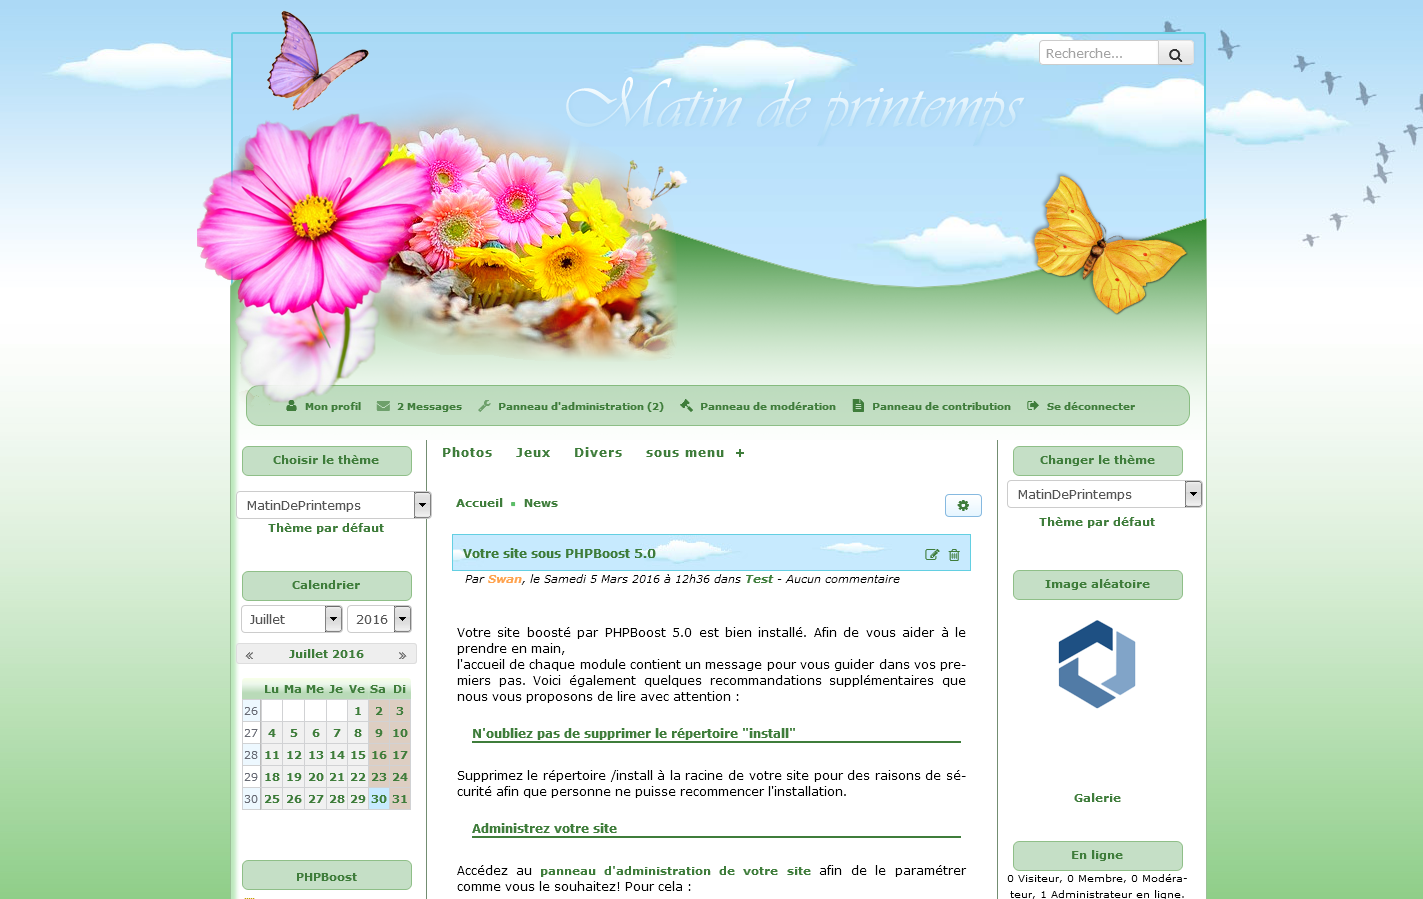 Recherche...
Matin de printemps
Mon profil 2 Messages Panneau d'administration (2) Panneau de modération Panneau de contribution Se déconnecter
Choisir le thème
MatinDePrintemps
Thème par défaut
Calendrier
Juillet 2016
« Juillet 2016 »
Lu Ma Me Je Ve Sa Di
26 1 2 3
27 4 5 6 7 8 9 10
28 11 12 13 14 15 16 17
29 18 19 20 21 22 23 24
30 25 26 27 28 29 30 31
PHPBoost
Photos Jeux Divers sous menu +
Accueil News
Votre site sous PHPBoost 5.0
Par Swan, le Samedi 5 Mars 2016 à 12h36 dans Test - Aucun commentaire
Votre site boosté par PHPBoost 5.0 est bien installé. Afin de vous aider à le
prendre en main,
l'accueil de chaque module contient un message pour vous guider dans vos pre-
miers pas. Voici également quelques recommandations supplémentaires que
nous vous proposons de lire avec attention :
N'oubliez pas de supprimer le répertoire "install"
Supprimez le répertoire /install à la racine de votre site pour des raisons de sé-
curité afin que personne ne puisse recommencer l'installation.
Administrez votre site
Accédez au panneau d'administration de votre site afin de le paramétrer
comme vous le souhaitez! Pour cela :
Changer le thème
MatinDePrintemps
Thème par défaut
Image aléatoire
Galerie
En ligne
0 Visiteur, 0 Membre, 0 Modéra-
teur, 1 Administrateur en ligne.